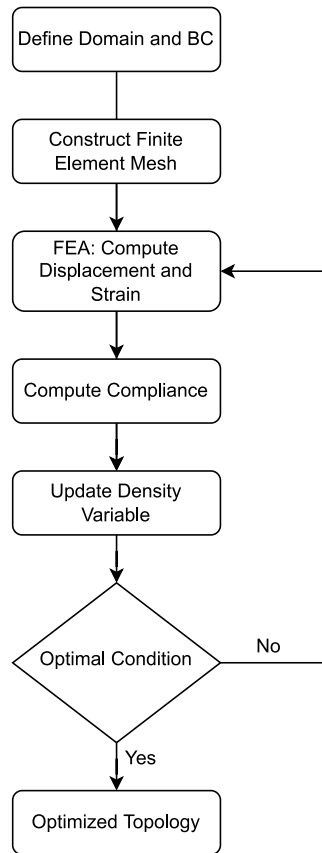 Define Domain and BC
Construct Finite
Element Mesh
FEA: Compute
Displacement and
Strain
Compute Compliance
Update Density
Variable
Optimal Condition
No
Yes
Optimized Topology